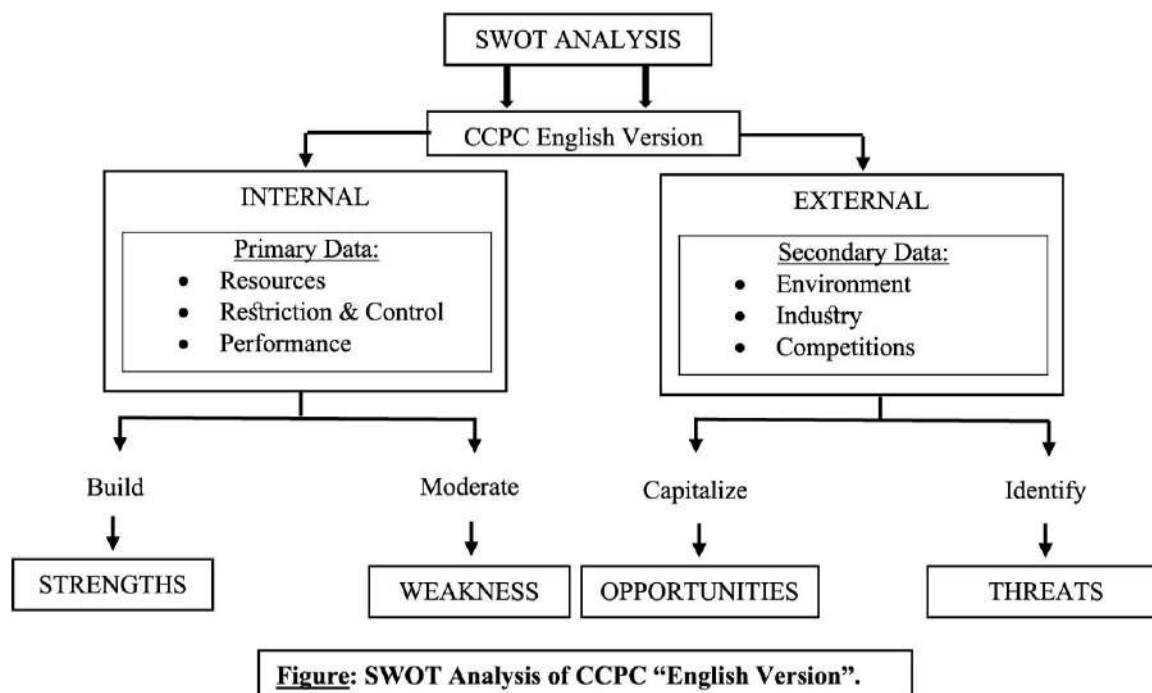 SWOT ANALYSIS
CCPC English Version
INTERNAL
Primary Data:
• Resources
• Restriction & Control
• Performance
EXTERNAL
Secondary Data:
• Environment
• Industry
• Competitions
Build
Moderate
Capitalize
Identify
STRENGTHS
WEAKNESS
OPPORTUNITIES
THREATS
Figure: SWOT Analysis of CCPC “English Version”.